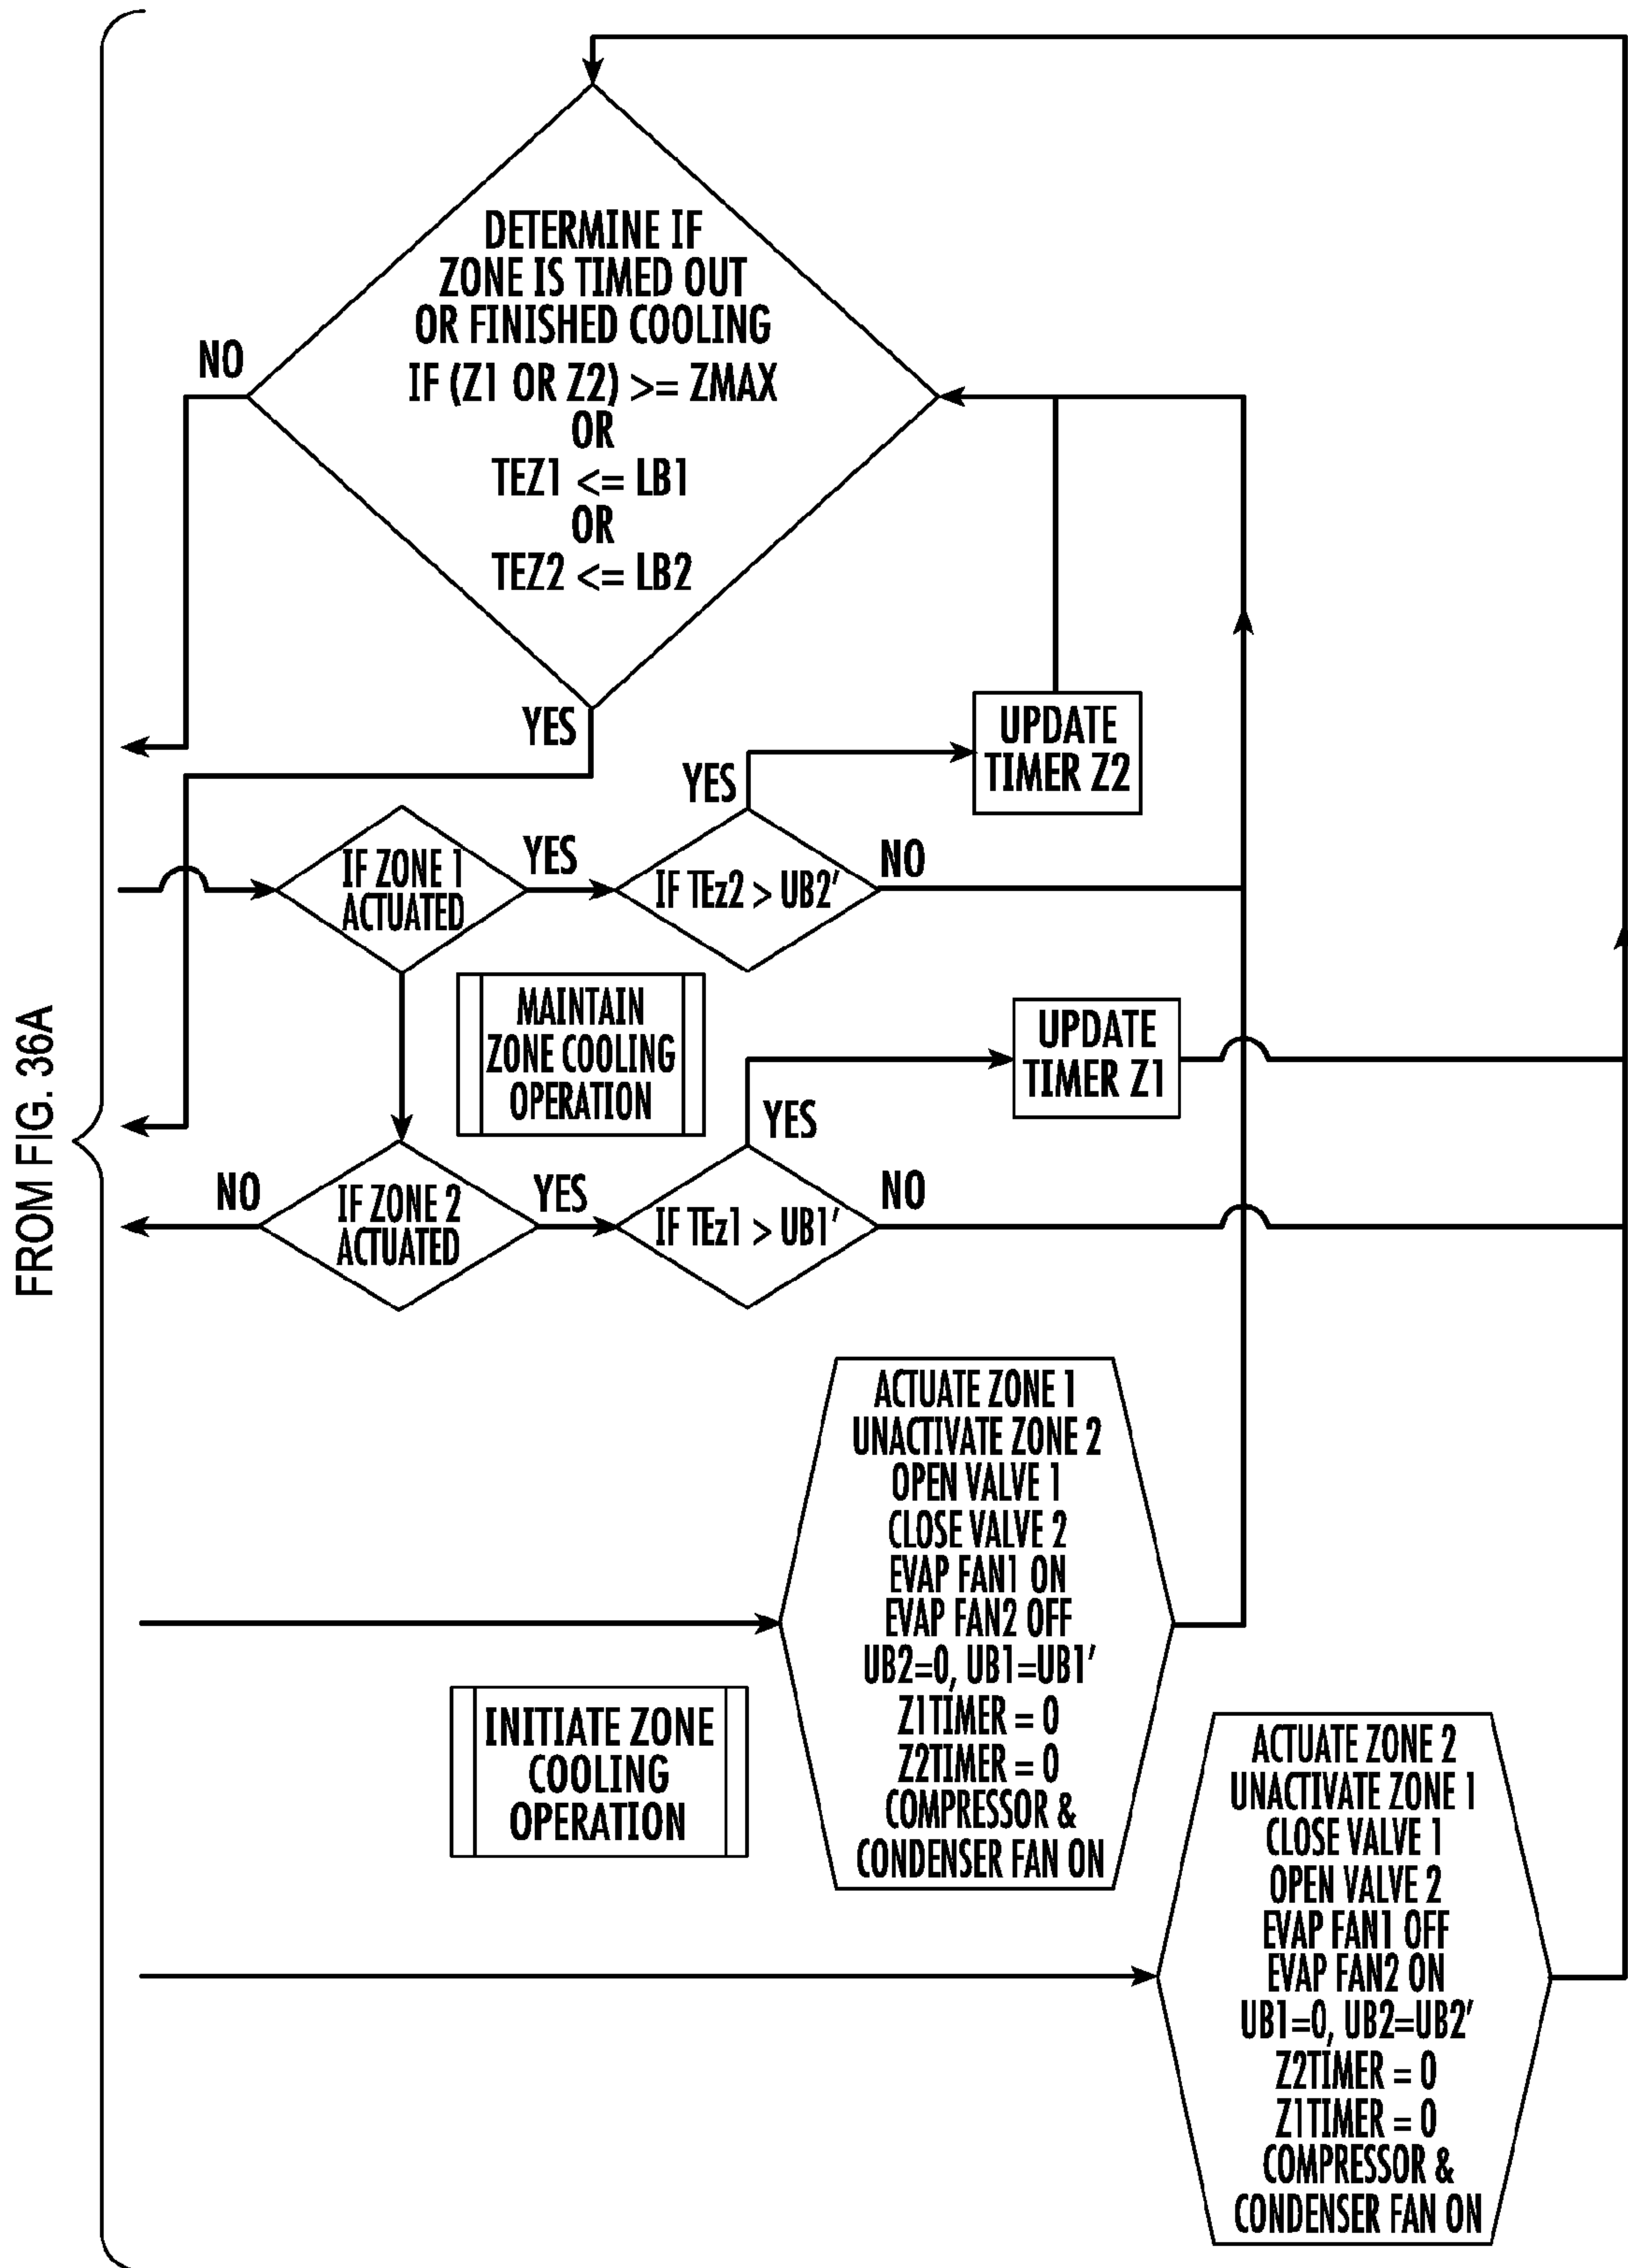 FROM FIG. 36A
DETERMINE IF
ZONE IS TIMED OUT
OR FINISHED COOLING
IF (Z1 OR Z2) >= ZMAX
OR
TEZ1 <= LB1
OR
TEZ2 <= LB2
NO
YES
UPDATE
TIMER Z2
YES
IF ZONE 1
ACTUATED
YES
IF TEz2 > UB2'
NO
MAINTAIN
ZONE COOLING
OPERATION
UPDATE
TIMER Z1
YES
NO
IF ZONE 2
ACTUATED
YES
IF TEz1 > UB1'
NO
ACTUATE ZONE 1
UNACTIVATE ZONE 2
OPEN VALVE 1
CLOSE VALVE 2
EVAP FAN1 ON
EVAP FAN2 OFF
UB2=0, UB1=UB1'
Z1TIMER = 0
Z2TIMER = 0
COMPRESSOR &
CONDENSER FAN ON
INITIATE ZONE
COOLING
OPERATION
ACTUATE ZONE 2
UNACTIVATE ZONE 1
CLOSE VALVE 1
OPEN VALVE 2
EVAP FAN1 OFF
EVAP FAN2 ON
UB1=0, UB2=UB2'
Z2TIMER = 0
Z1TIMER = 0
COMPRESSOR &
CONDENSER FAN ON